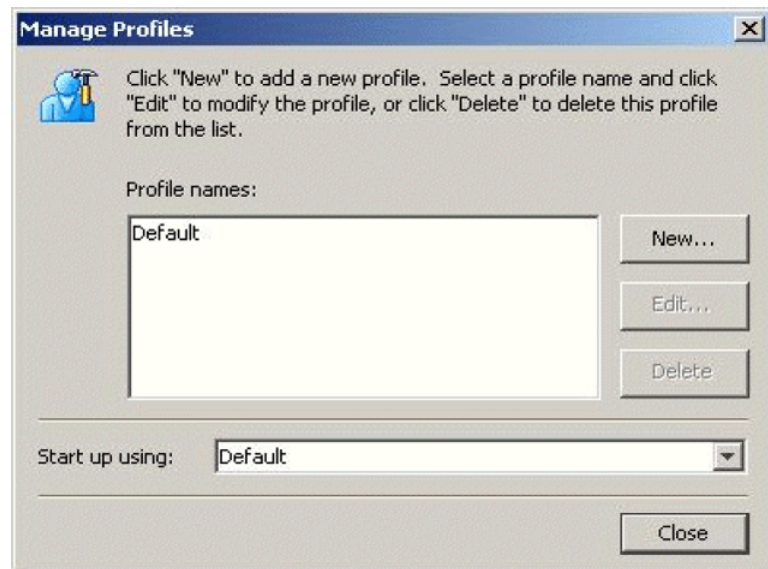 Manage Profiles
Click "New" to add a new profile. Select a profile name and click
"Edit" to modify the profile, or click "Delete" to delete this profile
from the list.
Profile names:
Default
New...
Edit...
Delete
Start up using:
Default
Close